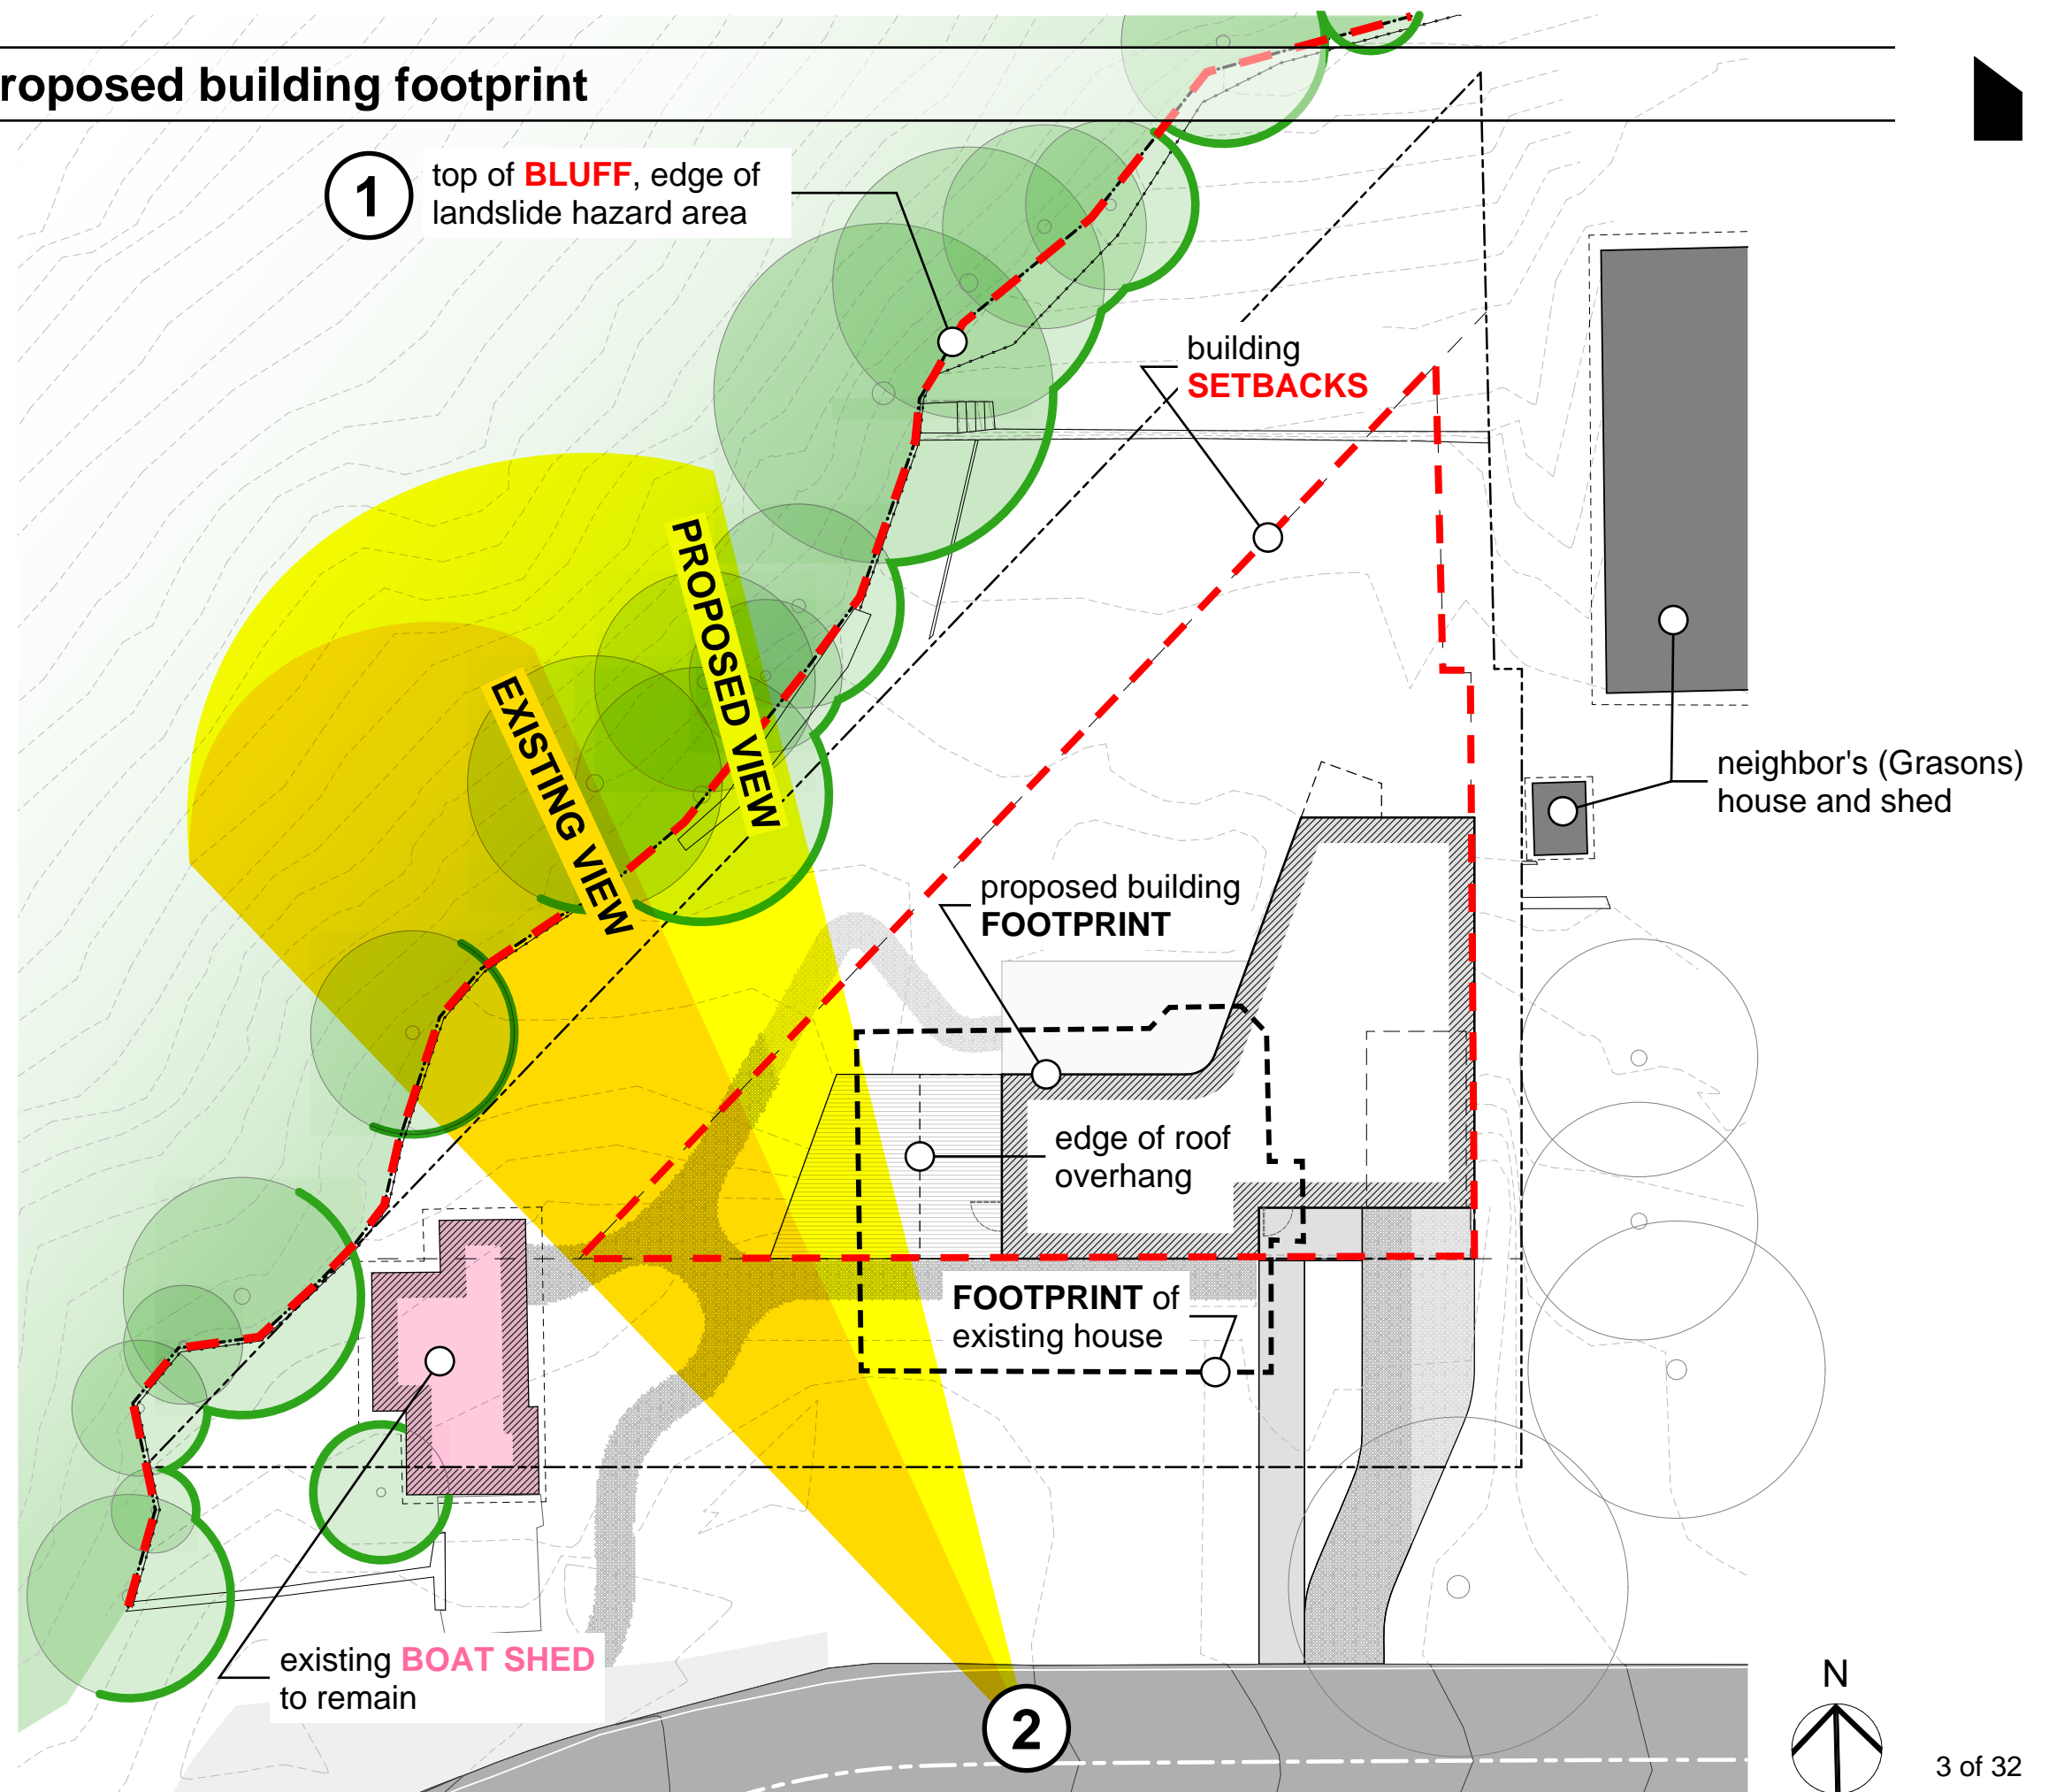 roposed building footprint
1
top of BLUFF, edge of
landslide hazard area
building
SETBACKS
PROPOSED VIEW
EXISTING VIEW
neighbor's (Grasons)
house and shed
proposed building
FOOTPRINT
edge of roof
overhang
FOOTPRINT of
existing house
existing BOAT SHED
to remain
2
N
3 of 32